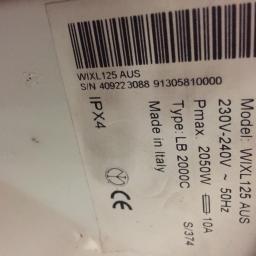 WIXL125 AUS
S/N 409223088 91305810000
Model: WIXL125 AUS
230V-240V ~ 50Hz
Pmax 2050W 10A
Type: LB 2000C S/374
Made in Italy
IPX4
CE